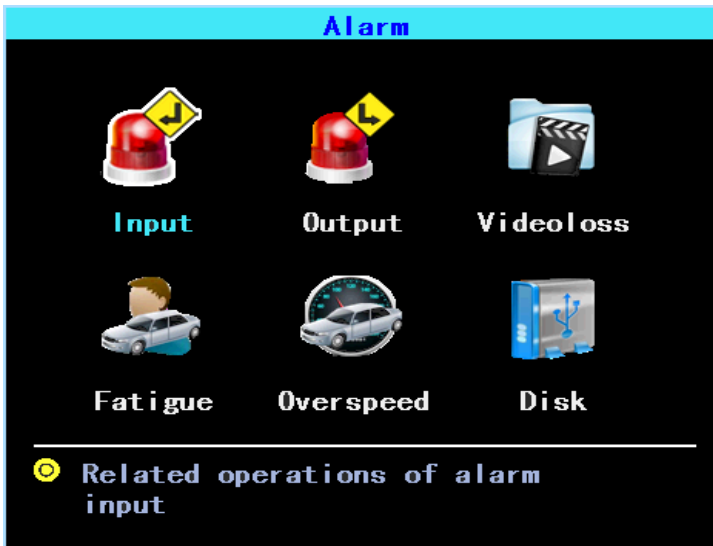 Alarm
Input Output Videoloss
Fatigue Overspeed Disk
Related operations of alarm
input